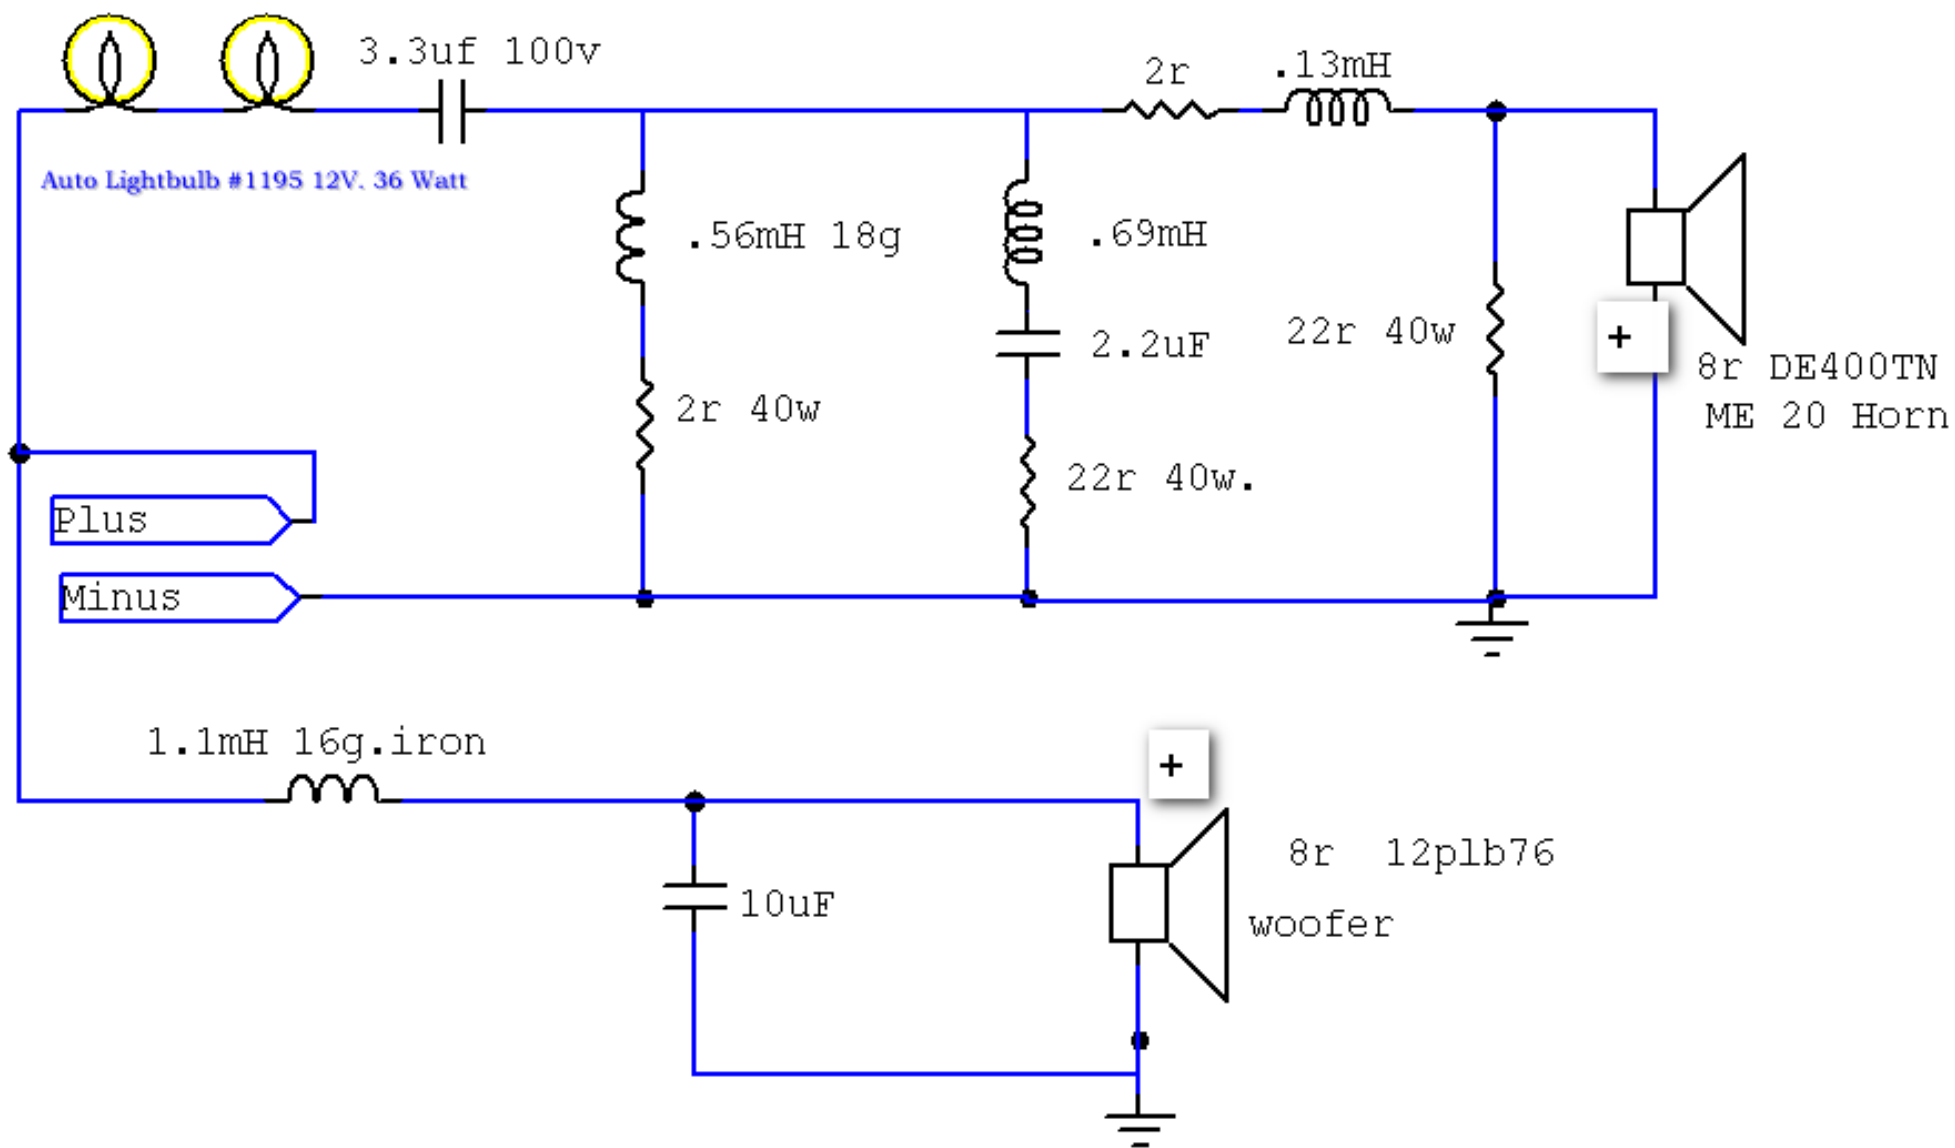 3.3uf 100v
2r
.13mH
Auto Lightbulb #1195 12V. 36 Watt
.56mH 18g
.69mH
2.2uF
22r 40w
+
8r DE400TN
ME 20 Horn
2r 40w
22r 40w.
Plus
Minus
1.1mH 16g.iron
+
10uF
8r 12plb76
woofer